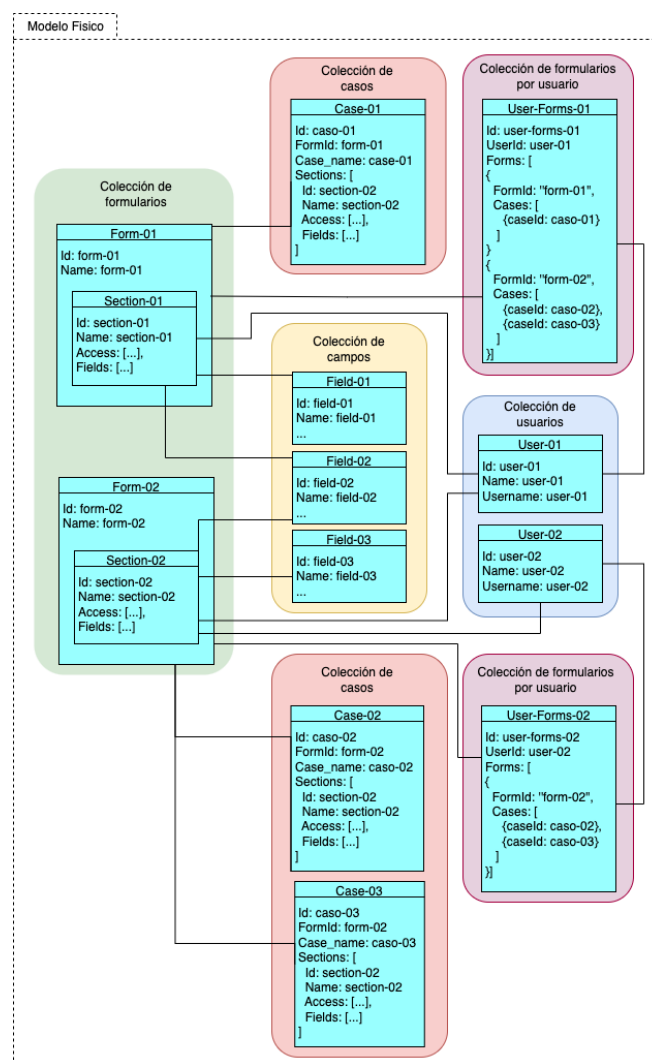 Modelo Fisico
Colección de
casos
Case-01
Id: caso-01
FormId: form-01
Case_name: case-01
Sections: [
Id: section-02
Name: section-02
Access: [...],
Fields: [...]
]
Colección de formularios
por usuario
User-Forms-01
Id: user-forms-01
UserId: user-01
Forms: [
{
FormId: "form-01",
Cases: [
{caseId: caso-01}
]
}
{
FormId: "form-02",
Cases: [
{caseId: caso-02},
{caseId: caso-03}
]
}]
Colección de
formularios
Form-01
Id: form-01
Name: form-01
Section-01
Id: section-01
Name: section-01
Access: [...],
Fields: [...]
Form-02
Id: form-02
Name: form-02
Section-02
Id: section-02
Name: section-02
Access: [...],
Fields: [...]
Colección de
campos
Field-01
Id: field-01
Name: field-01
...
Field-02
Id: field-02
Name: field-02
...
Field-03
Id: field-03
Name: field-03
...
Colección de
usuarios
User-01
Id: user-01
Name: user-01
Username: user-01
User-02
Id: user-02
Name: user-02
Username: user-02
Colección de
casos
Case-02
Id: caso-02
FormId: form-02
Case_name: caso-02
Sections: [
Id: section-02
Name: section-02
Access: [...],
Fields: [...]
]
Case-03
Id: caso-03
FormId: form-02
Case_name: caso-03
Sections: [
Id: section-02
Name: section-02
Access: [...],
Fields: [...]
]
Colección de formularios
por usuario
User-Forms-02
Id: user-forms-02
UserId: user-02
Forms: [
{
FormId: "form-02",
Cases: [
{caseId: caso-02},
{caseId: caso-03}
]
}]